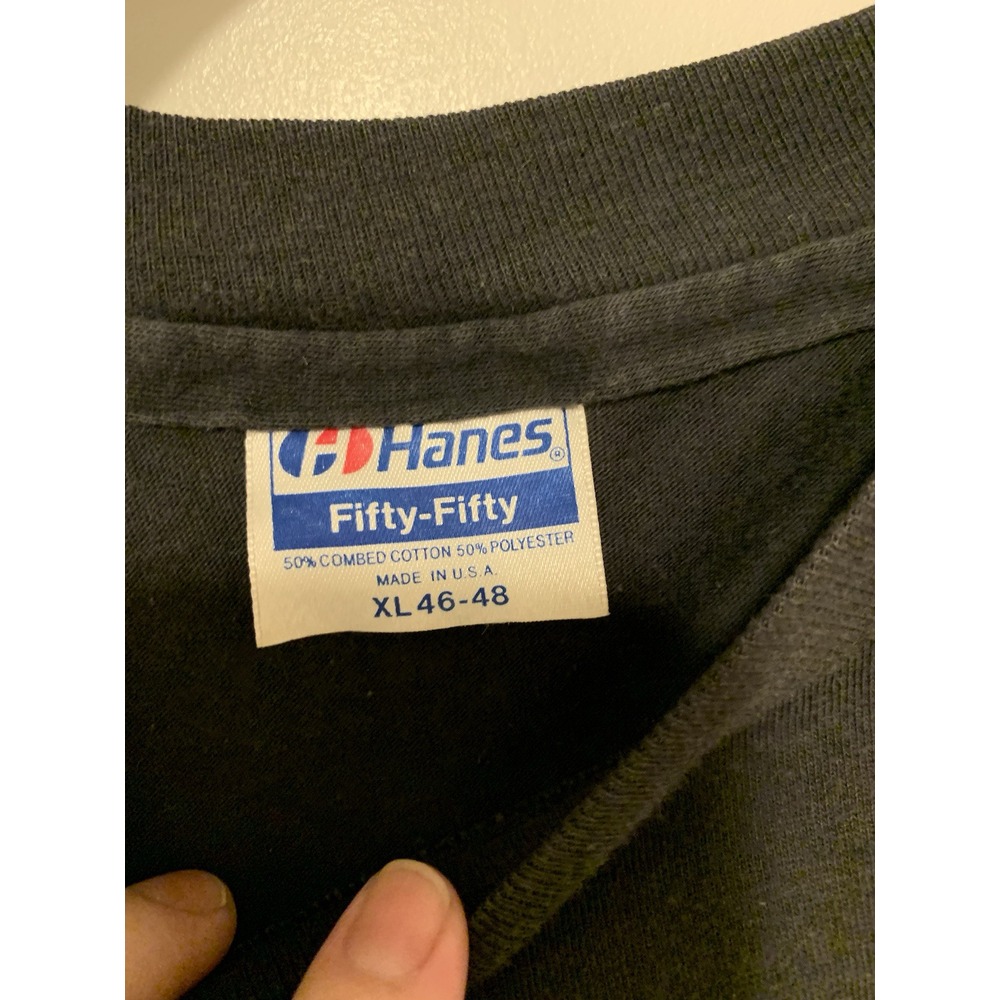 Hanes®
Fifty-Fifty
50% COMBED COTTON 50% POLYESTER
MADE IN U.S.A.
XL 46-48